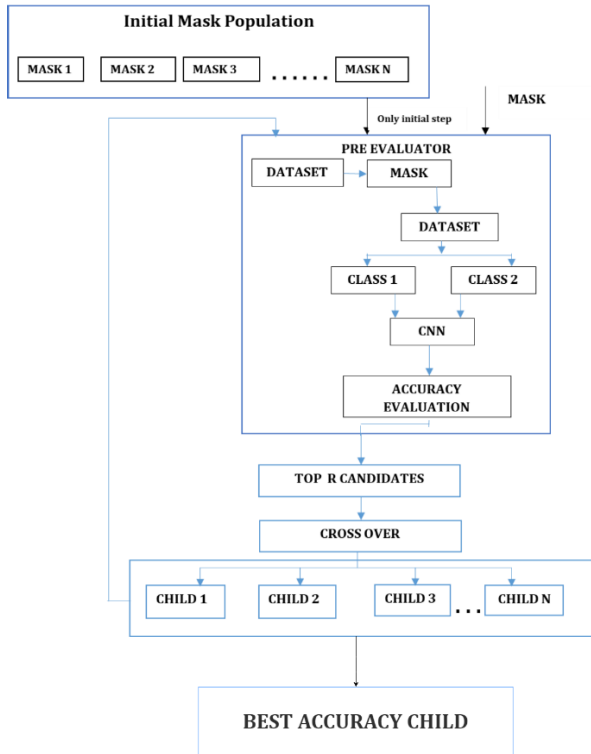 Initial Mask Population
MASK 1 MASK 2 MASK 3 ...... MASK N
Only initial step
MASK
PRE EVALUATOR
DATASET MASK
DATASET
CLASS 1 CLASS 2
CNN
ACCURACY
EVALUATION
TOP R CANDIDATES
CROSS OVER
CHILD 1 CHILD 2 CHILD 3 ... CHILD N
BEST ACCURACY CHILD